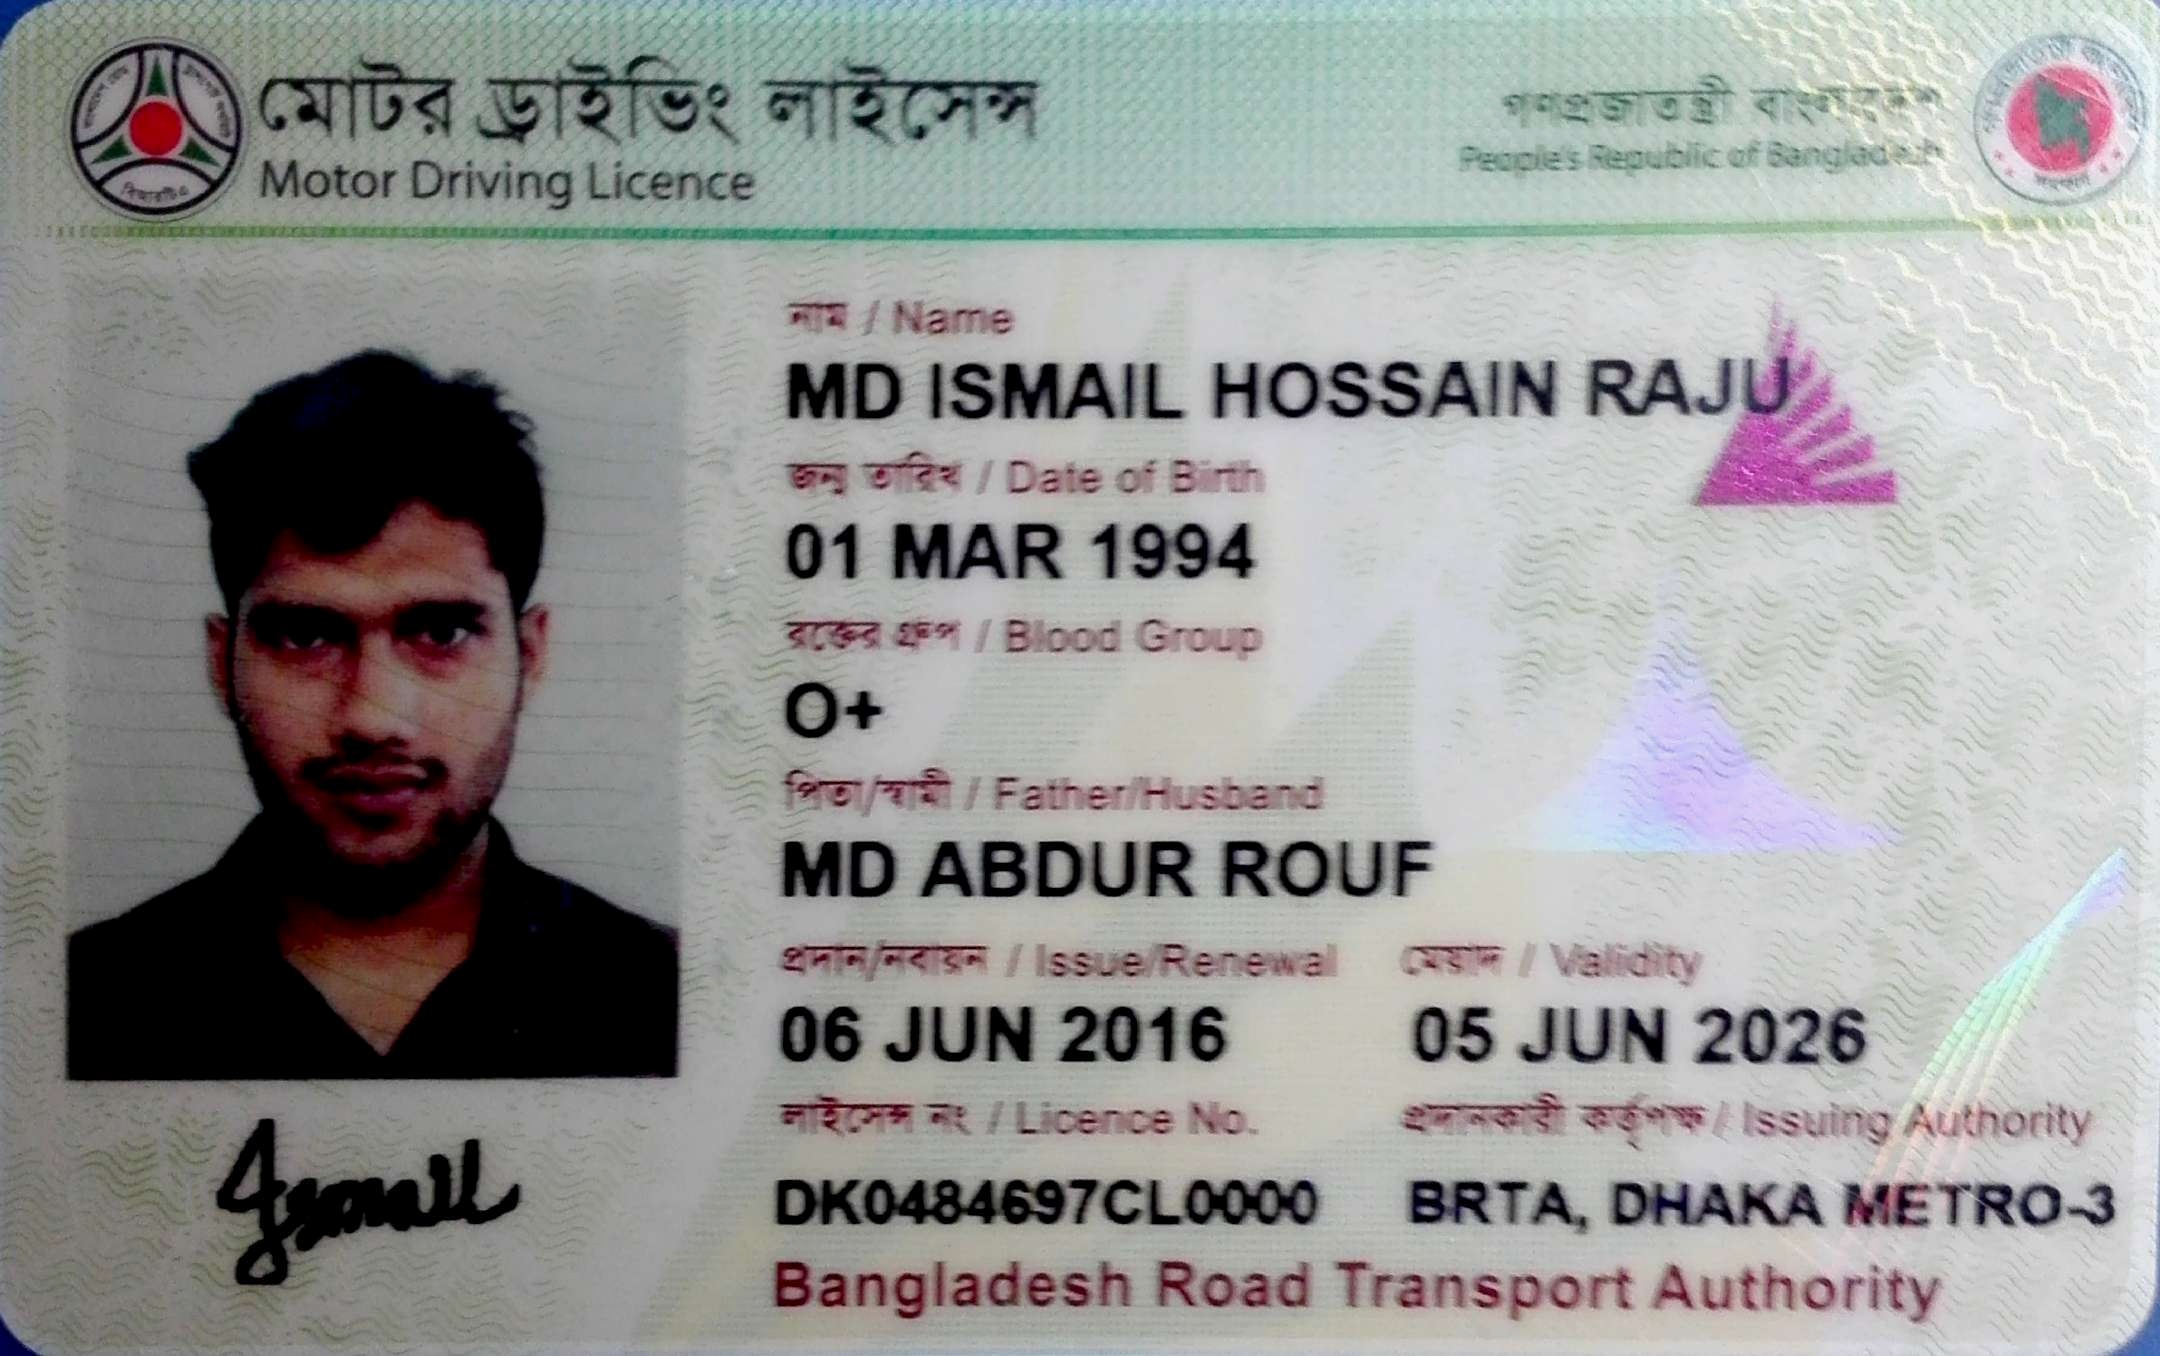 মোটর ড্রাইভিং লাইসেন্স
Motor Driving Licence
গণপ্রজাতন্ত্রী বাংলাদেশ
People's Republic of Bangladesh
নাম / Name
MD ISMAIL HOSSAIN RAJU
জন্ম তারিখ / Date of Birth
01 MAR 1994
রক্তের গ্রুপ / Blood Group
O+
পিতা/স্বামী / Father/Husband
MD ABDUR ROUF
প্রদান/নবায়ন / Issue/Renewal
মেয়াদ / Validity
06 JUN 2016
05 JUN 2026
লাইসেন্স নং / Licence No.
প্রদানকারী কর্তৃপক্ষ / Issuing Authority
DK0484697CL0000
BRTA, DHAKA METRO-3
Ismail
Bangladesh Road Transport Authority